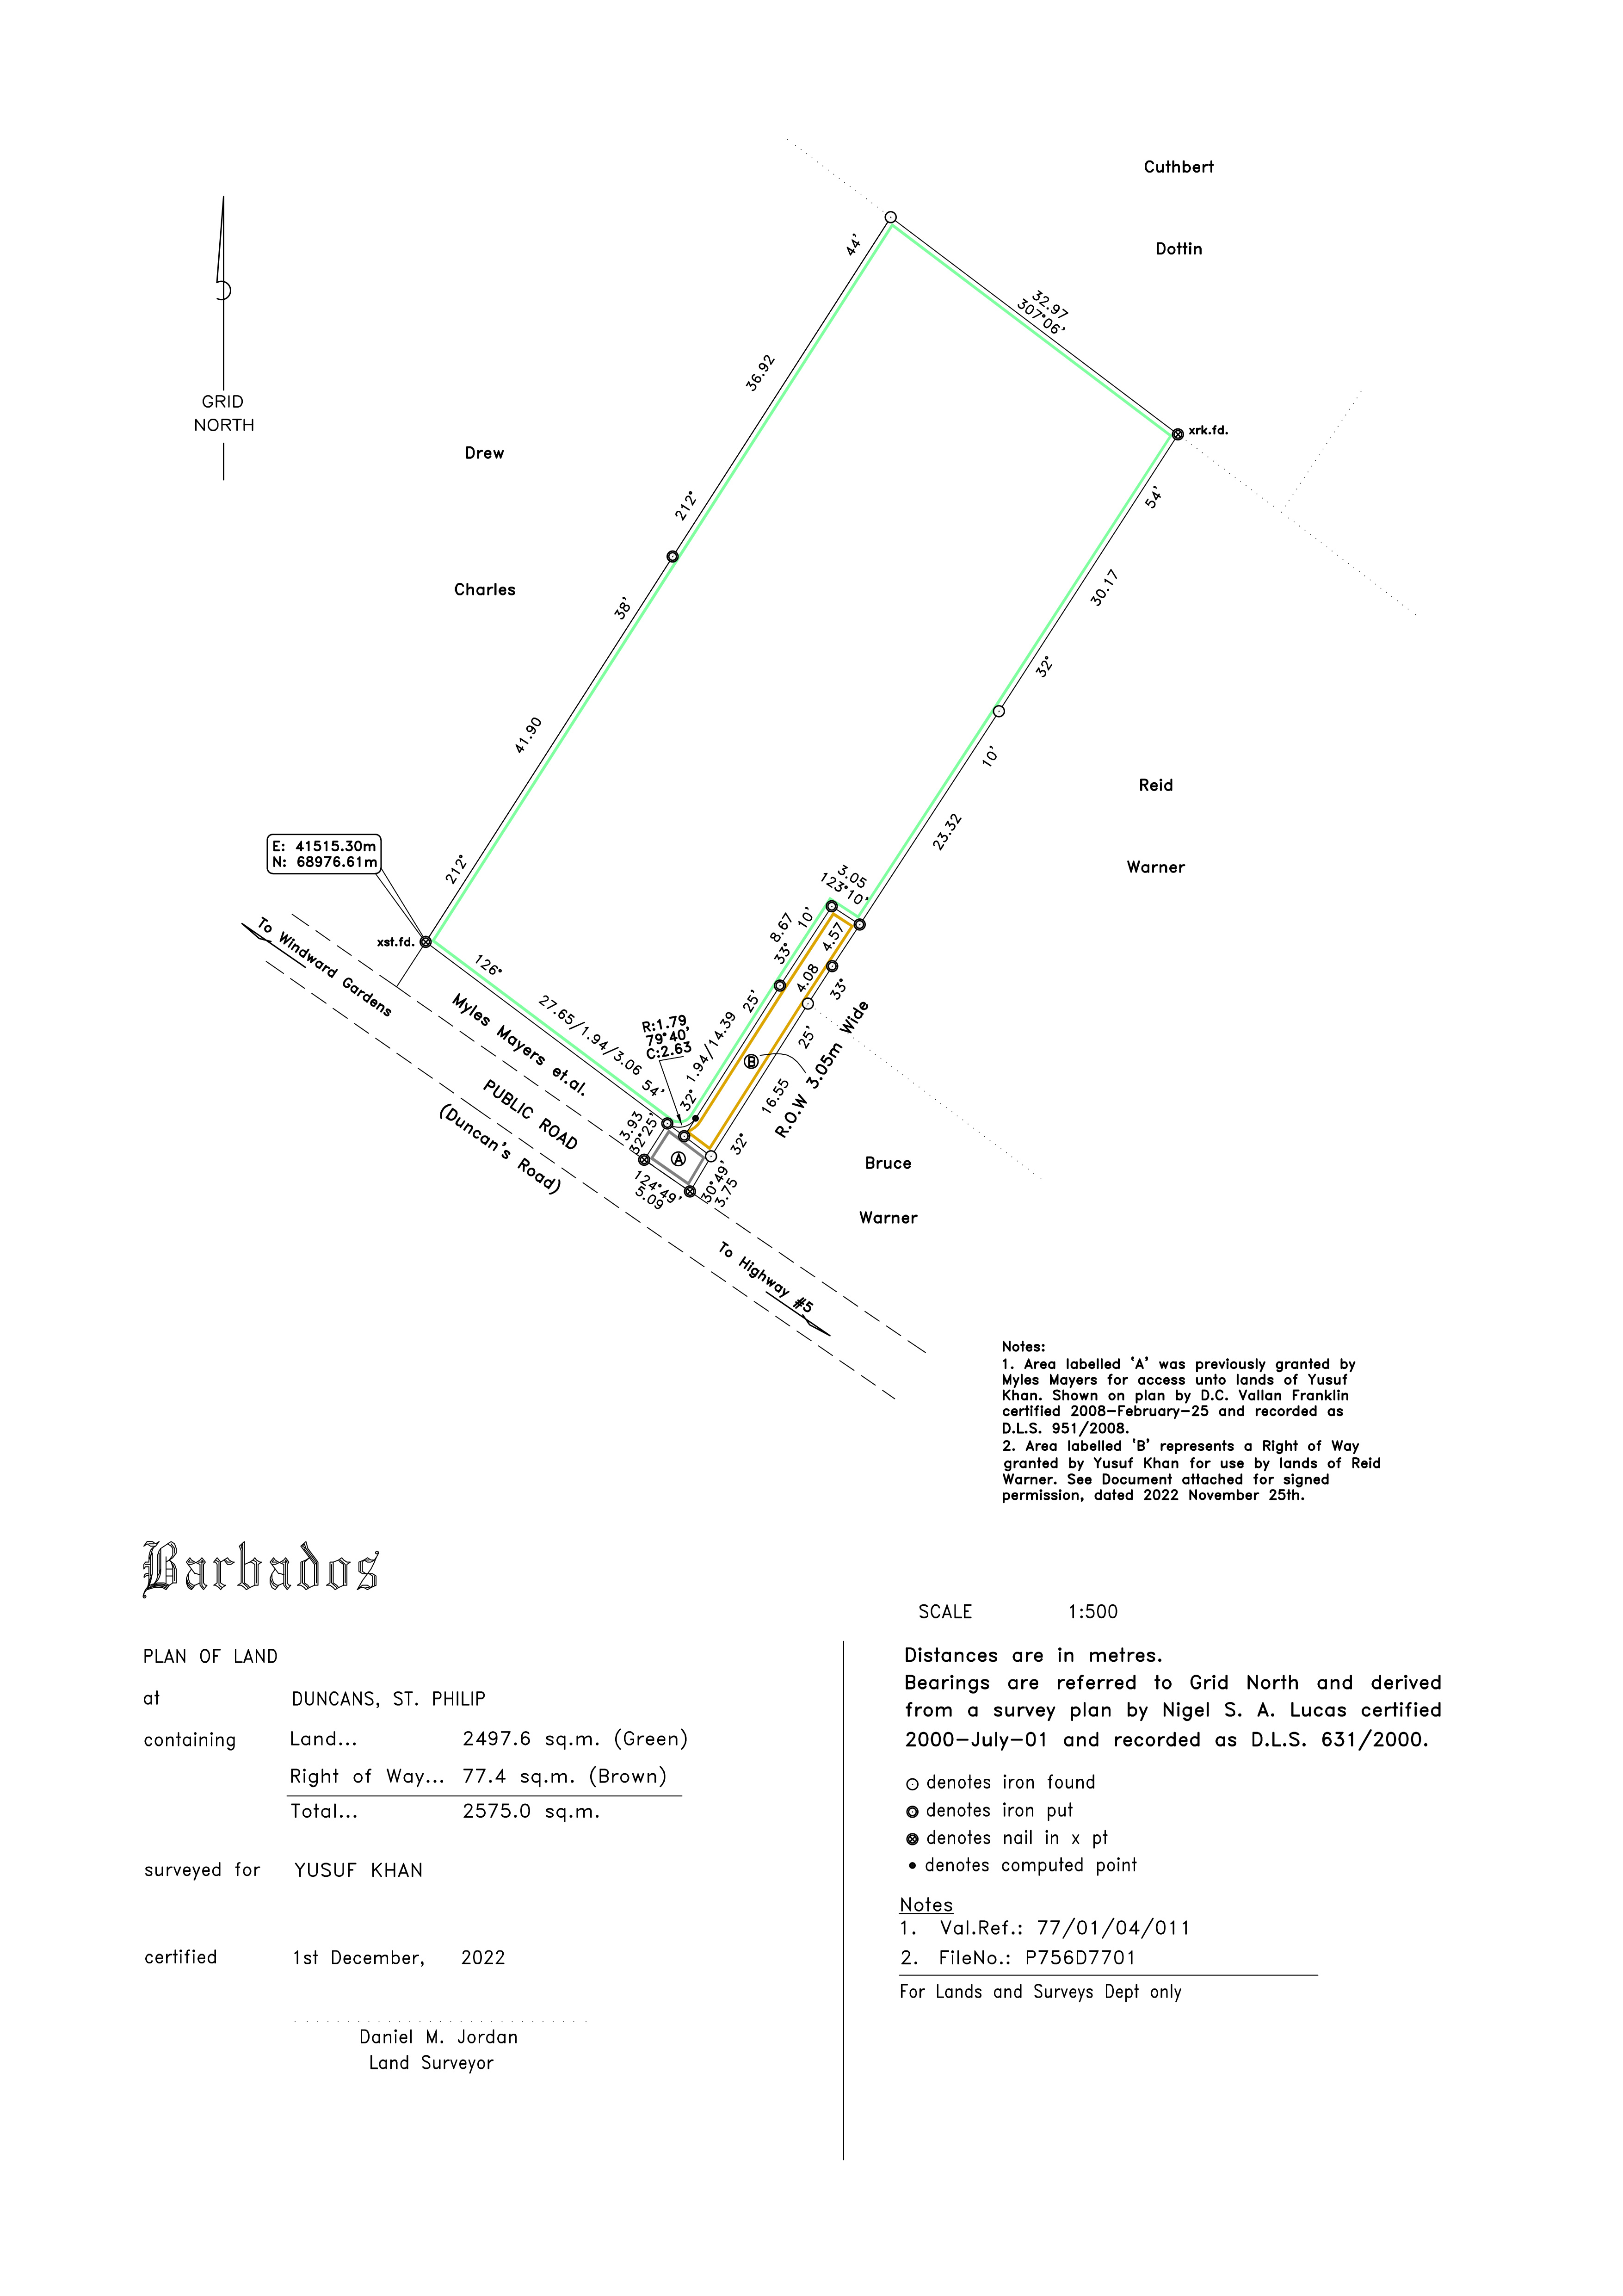 Cuthbert
Dottin
44'
32.97
307°06'
GRID
NORTH
36.92
xrk.fd.
Drew
212°
54'
Charles
38'
30.17
32°
41.90
10'
Reid
23.32
Warner
E: 41515.30m
N: 68976.61m
212°
3.05
123°10'
To Windward Gardens
xst.fd.
126°
8.67
10'
33°
4.57
4.08
33°
Myles Mayers et.al.
27.65/1.94/3.06
54'
R:1.79
79°40'
C:2.63
1.94/14.39
25'
32°
B
25'
16.55
32°
R.O.W 3.05m Wide
PUBLIC ROAD
(Duncan's Road)
3.93
32°25'
A
124°49'
5.09
30°49'
3.75
Bruce
Warner
To Highway #5
Notes:
1. Area labelled 'A' was previously granted by
Myles Mayers for access unto lands of Yusuf
Khan. Shown on plan by D.C. Vallan Franklin
certified 2008-February-25 and recorded as
D.L.S. 951/2008.
2. Area labelled 'B' represents a Right of Way
granted by Yusuf Khan for use by lands of Reid
Warner. See Document attached for signed
permission, dated 2022 November 25th.
Barbados
PLAN OF LAND
at DUNCANS, ST. PHILIP
containing Land... 2497.6 sq.m. (Green)
Right of Way... 77.4 sq.m. (Brown)
Total... 2575.0 sq.m.
surveyed for YUSUF KHAN
certified 1st December, 2022
Daniel M. Jordan
Land Surveyor
SCALE 1:500
Distances are in metres.
Bearings are referred to Grid North and derived
from a survey plan by Nigel S. A. Lucas certified
2000-July-01 and recorded as D.L.S. 631/2000.
denotes iron found
denotes iron put
denotes nail in x pt
denotes computed point
Notes
1. Val.Ref.: 77/01/04/011
2. FileNo.: P756D7701
For Lands and Surveys Dept only